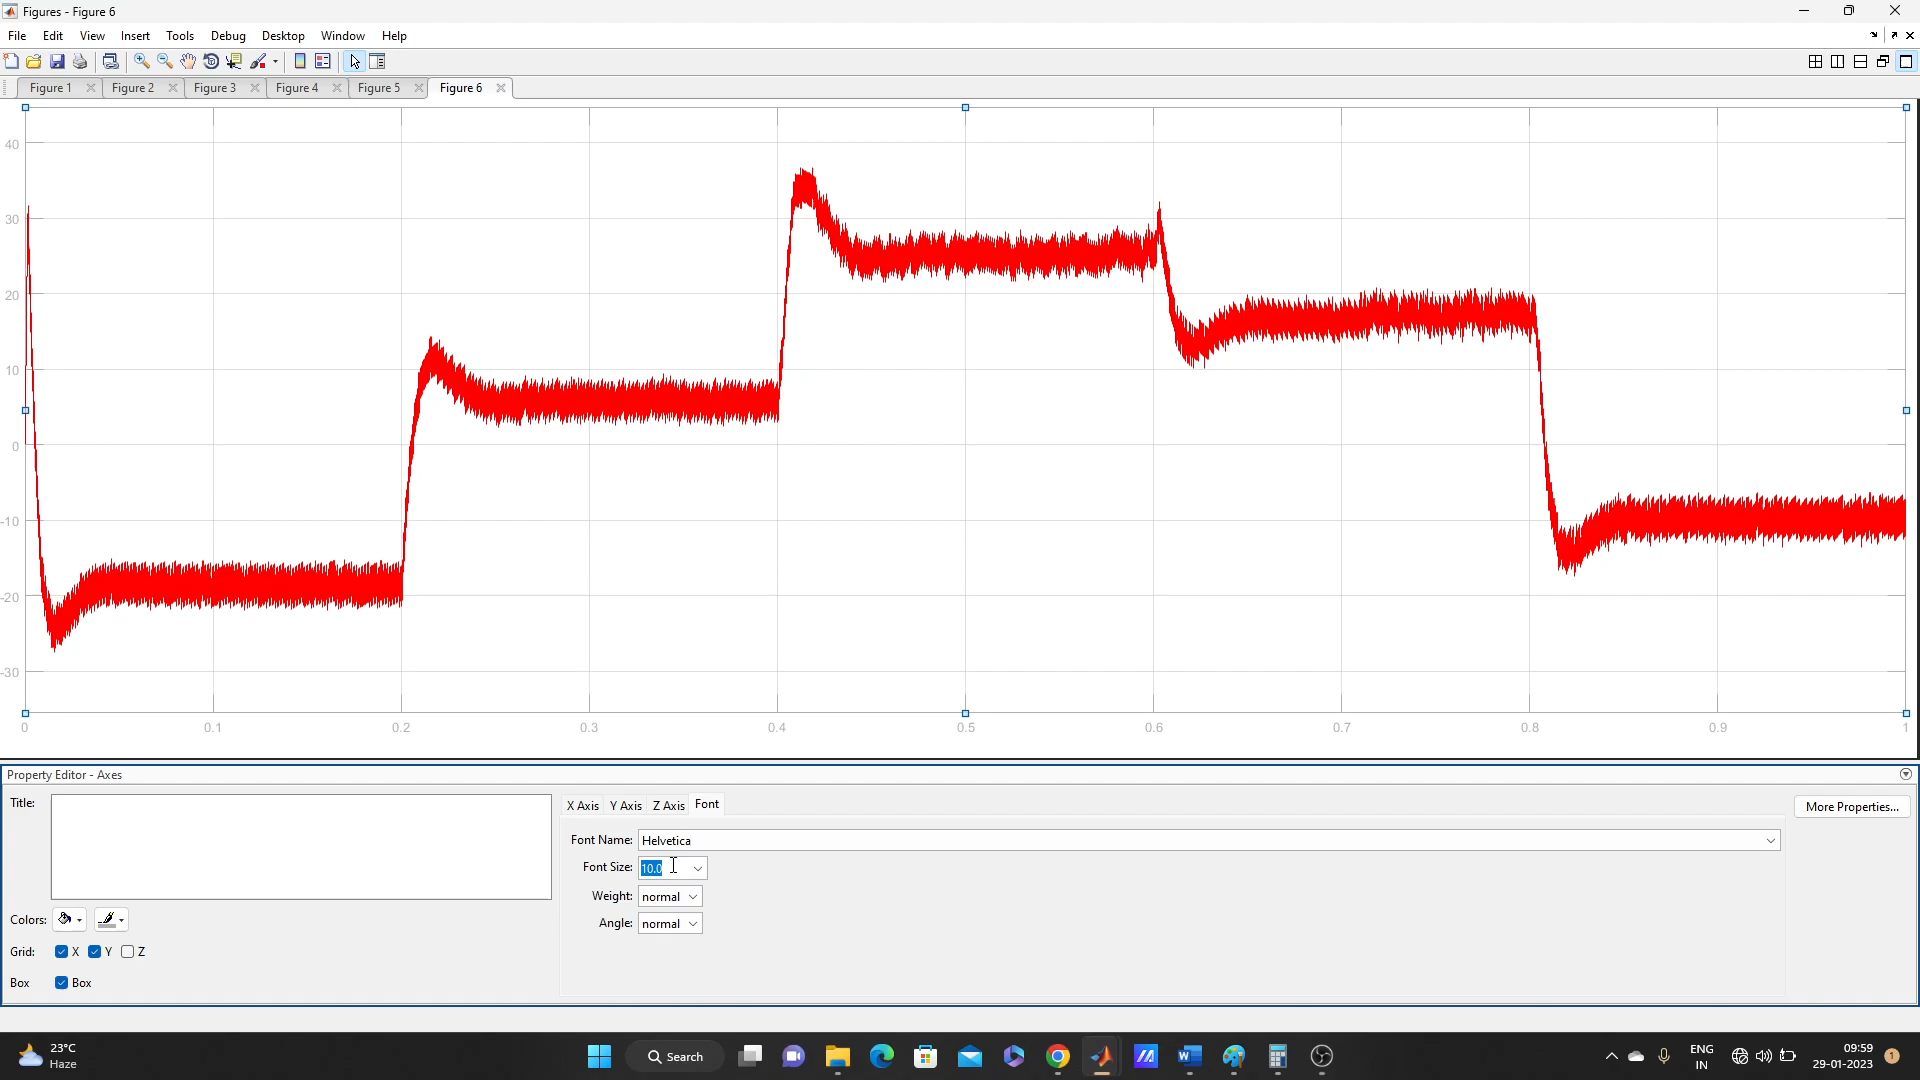 Figures - Figure 6
File Edit View Insert Tools Debug Desktop Window Help
Figure 1 Figure 2 Figure 3 Figure 4 Figure 5 Figure 6
40
30
20
10
0
-10
-20
-30
0 0.1 0.2 0.3 0.4 0.5 0.6 0.7 0.8 0.9 1
Property Editor - Axes
Title:
X Axis Y Axis Z Axis Font
More Properties...
Font Name: Helvetica
Font Size: 10.0
Weight: normal
Angle: normal
Colors:
Grid: X Y Z
Box Box
23°C
Haze
Search
ENG
IN
09:59
29-01-2023
1